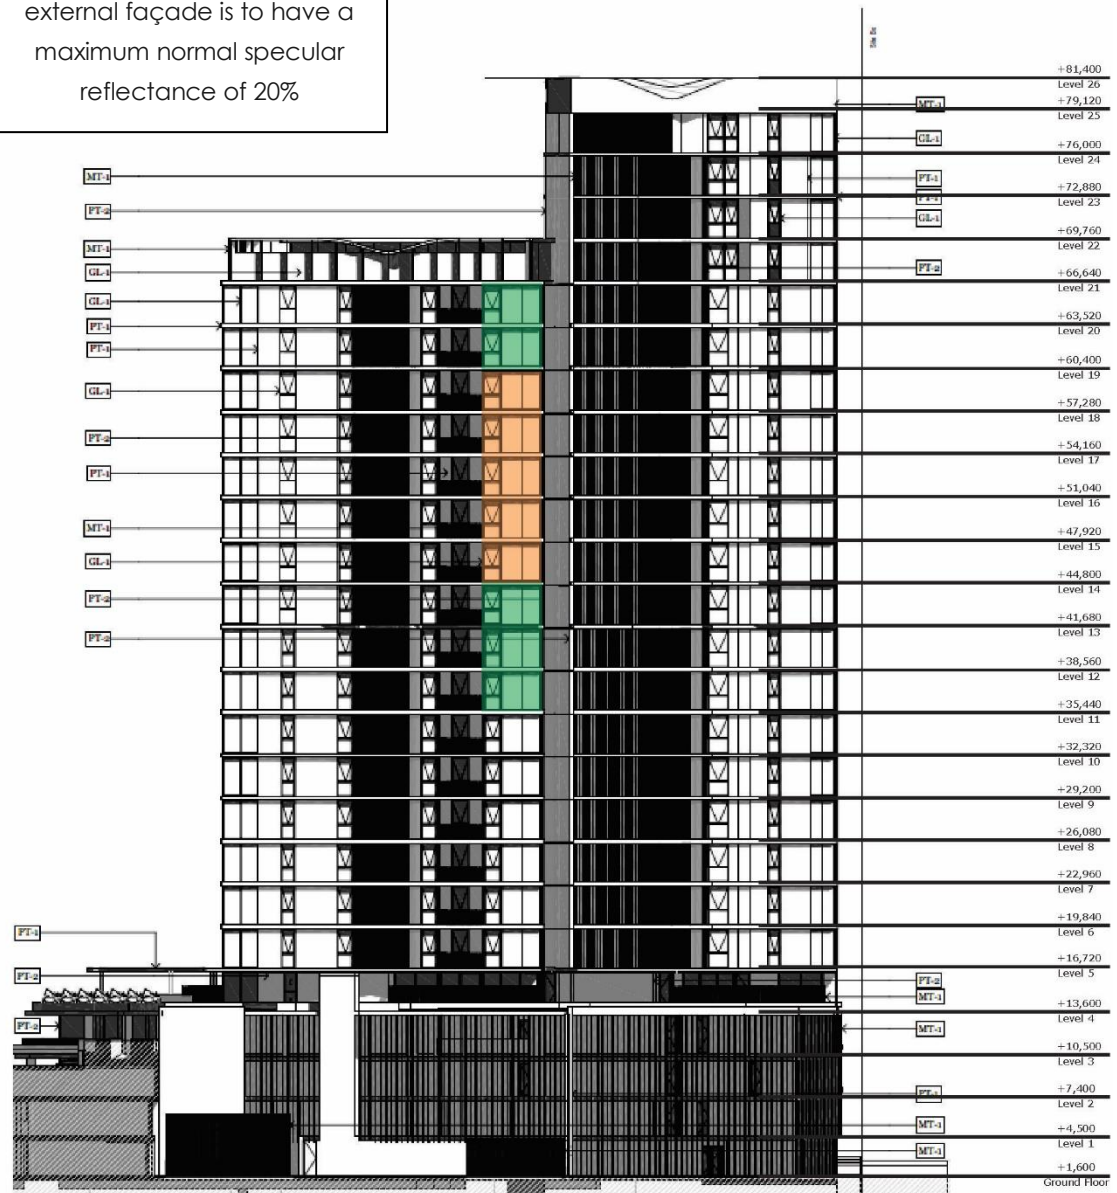 external façade is to have a
maximum normal specular
reflectance of 20%
+81,400
Level 26
+79,120
Level 25
+76,000
Level 24
+72,880
Level 23
+69,760
Level 22
+66,640
Level 21
+63,520
Level 20
+60,400
Level 19
+57,280
Level 18
+54,160
Level 17
+51,040
Level 16
+47,920
Level 15
+44,800
Level 14
+41,680
Level 13
+38,560
Level 12
+35,440
Level 11
+32,320
Level 10
+29,200
Level 9
+26,080
Level 8
+22,960
Level 7
+19,840
Level 6
+16,720
Level 5
+13,600
Level 4
+10,500
Level 3
+7,400
Level 2
+4,500
Level 1
+1,600
Ground Floor
MT-1
PT-2
MT-1
GL-1
GL-1
PT-1
PT-1
GL-1
PT-2
PT-1
MT-1
GL-1
PT-2
PT-2
PT-1
PT-2
PT-2
MT-1
GL-1
PT-1
PT-1
GL-1
PT-2
PT-2
MT-1
MT-1
PT-1
MT-1
MT-1